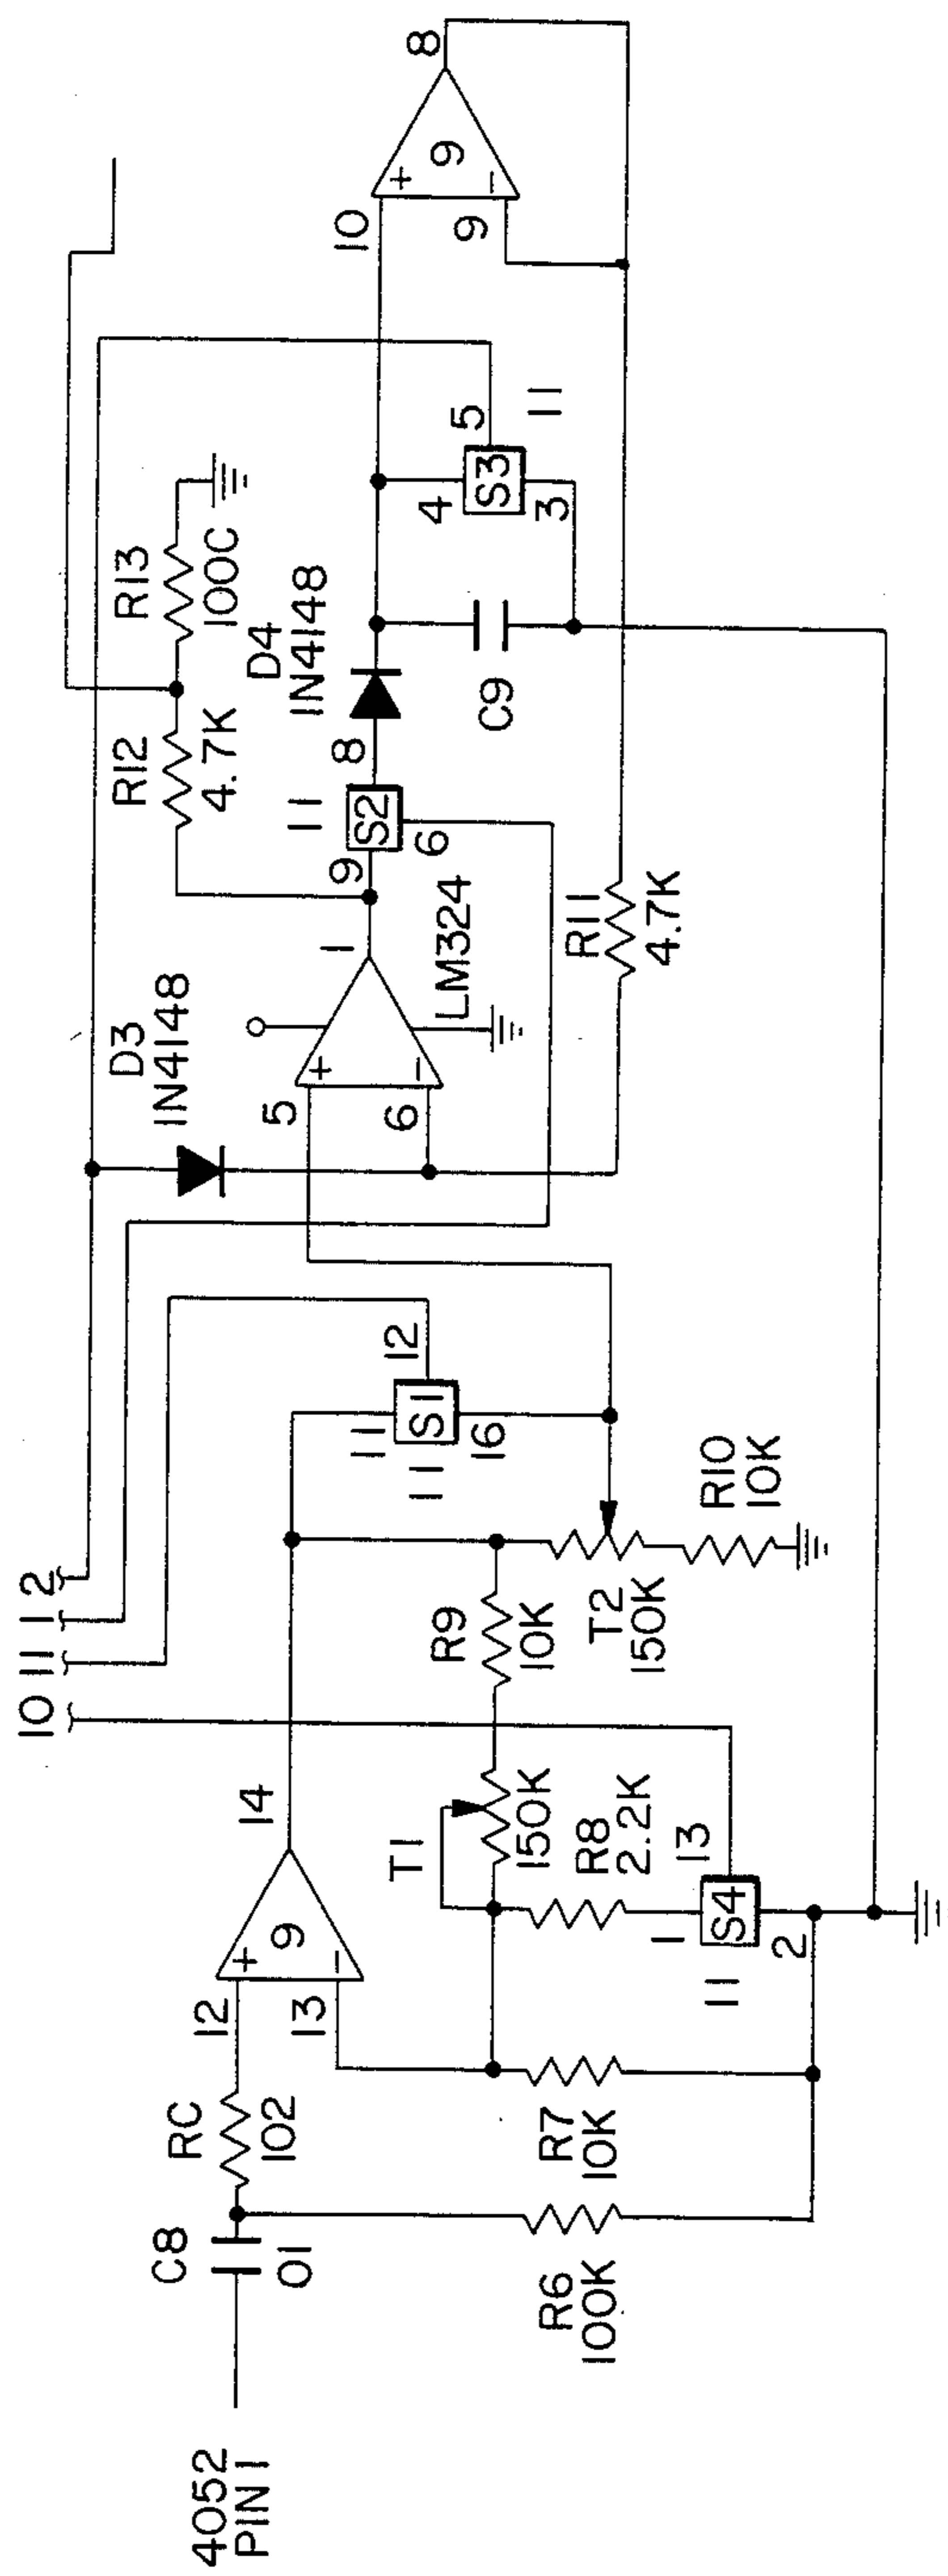 4052
PIN 1
C8
01
RC
102
12
13
+
−
9
14
R6
100K
R7
10K
T1
150K
R8
2.2K
1
S4
13
2
11
R9
10K
T2
150K
R10
10K
10
11
1
2
11
S1
12
16
11
D3
1N4148
5
6
+
−
1
LM324
R12
4.7K
R13
100C
9
S2
8
6
11
D4
1N4148
C9
4
S3
5
3
11
R11
4.7K
10
9
+
−
9
8